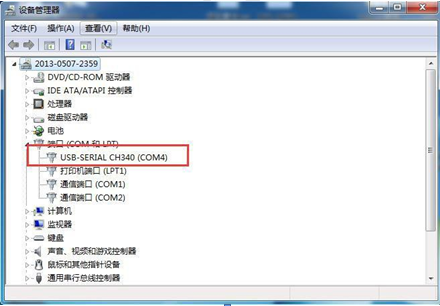 设备管理器
文件(F) 操作(A) 查看(V) 帮助(H)
2013-0507-2359
DVD/CD-ROM 驱动器
IDE ATA/ATAPI 控制器
处理器
磁盘驱动器
电池
端口 (COM 和 LPT)
USB-SERIAL CH340 (COM4)
打印机端口 (LPT1)
通信端口 (COM1)
通信端口 (COM2)
计算机
监视器
键盘
声音、视频和游戏控制器
鼠标和其他指针设备
通用串行总线控制器